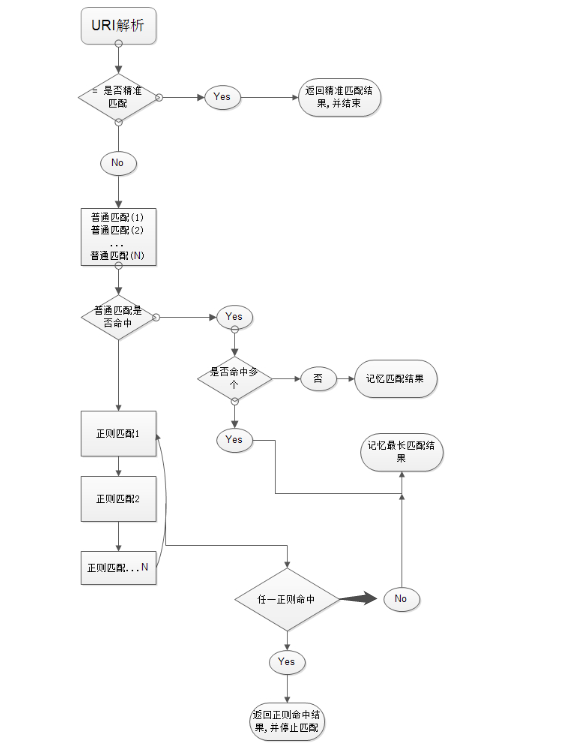 URI解析
= 是否精准
匹配
Yes
返回精准匹配结
果,并结束
No
普通匹配(1)
普通匹配(2)
...
普通匹配(N)
普通匹配是
否命中
Yes
是否命中多
个
否
记忆匹配结果
Yes
正则匹配1
记忆最长匹配结
果
正则匹配2
正则匹配...N
任一正则命中
No
Yes
返回正则命中结
果,并停止匹配